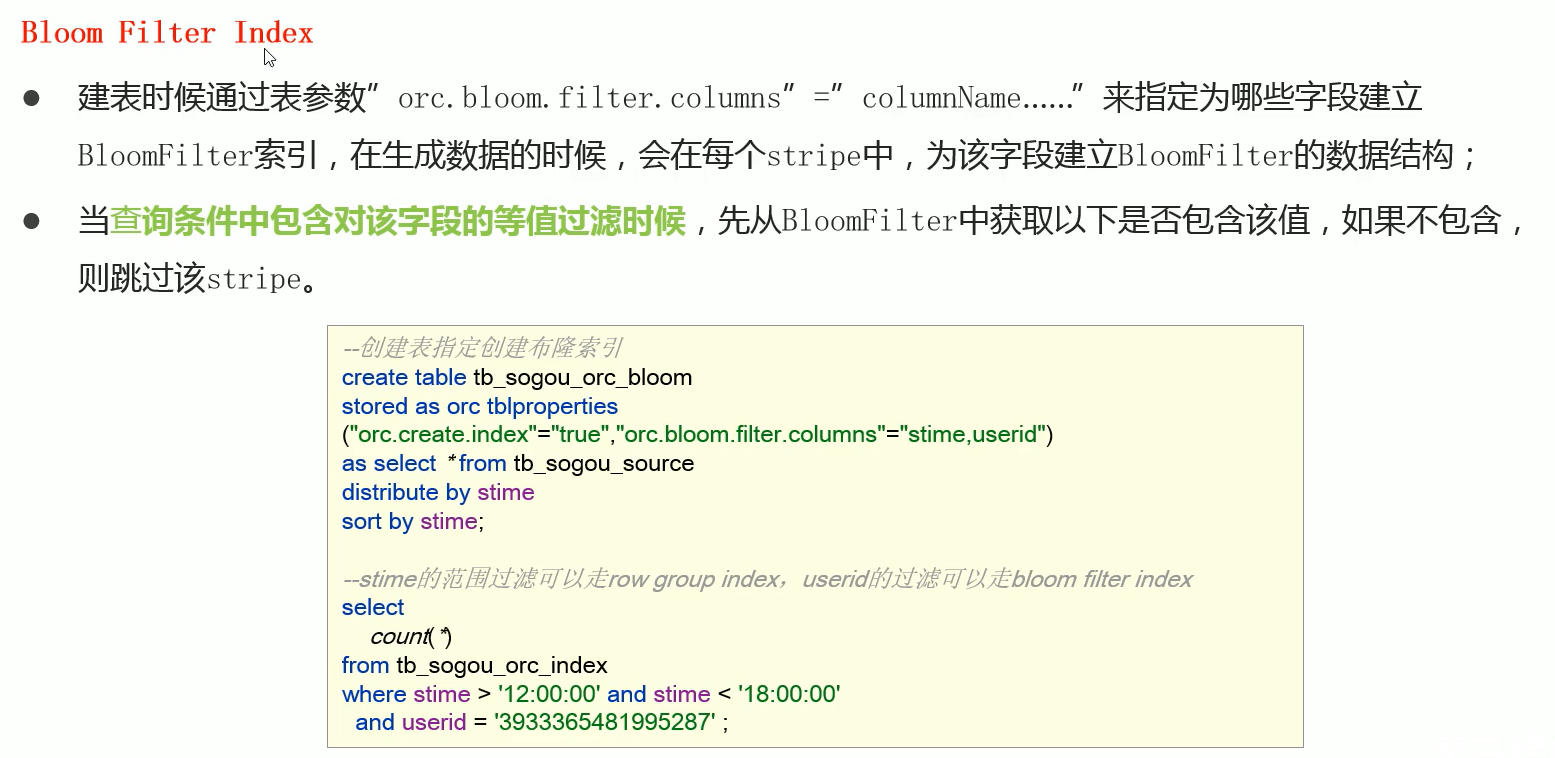 Bloom Filter Index
● 建表时候通过表参数”orc.bloom.filter.columns”=”columnName……”来指定为哪些字段建立
BloomFilter索引，在生成数据的时候，会在每个stripe中，为该字段建立BloomFilter的数据结构；
● 当查询条件中包含对该字段的等值过滤时候，先从BloomFilter中获取以下是否包含该值，如果不包含，
则跳过该stripe。
--创建表指定创建布隆索引
create table tb_sogou_orc_bloom
stored as orc tblproperties
("orc.create.index"="true","orc.bloom.filter.columns"="stime,userid")
as select *from tb_sogou_source
distribute by stime
sort by stime;
--stime的范围过滤可以走row group index，userid的过滤可以走bloom filter index
select
count(*)
from tb_sogou_orc_index
where stime > '12:00:00' and stime < '18:00:00'
and userid = '3933365481995287' ;